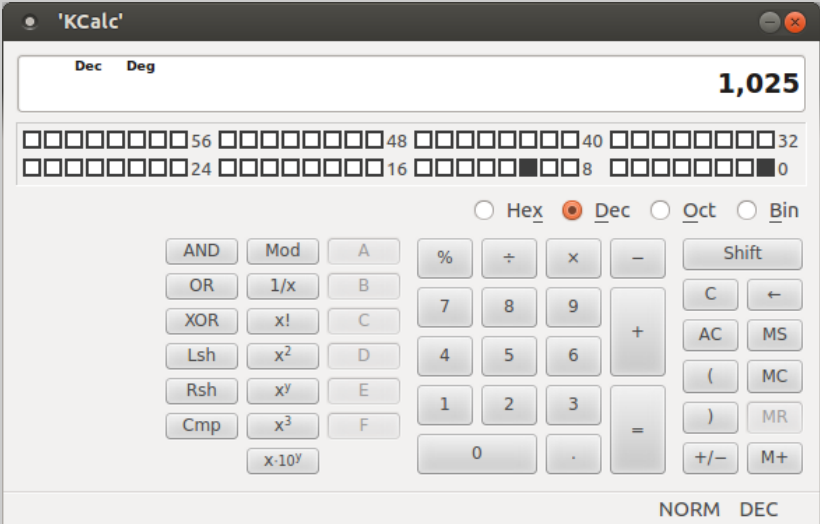 'KCalc'
Dec Deg
1,025
56 48 40 32
24 16 8 0
Hex Dec Oct Bin
AND Mod A % ÷ × − Shift
OR 1/x B 7 8 9 + C ←
XOR x! C AC MS
Lsh x² D 4 5 6 ( MC
Rsh xʸ E 1 2 3 = ) MR
Cmp x³ F
x·10ʸ 0 . +/− M+
NORM DEC